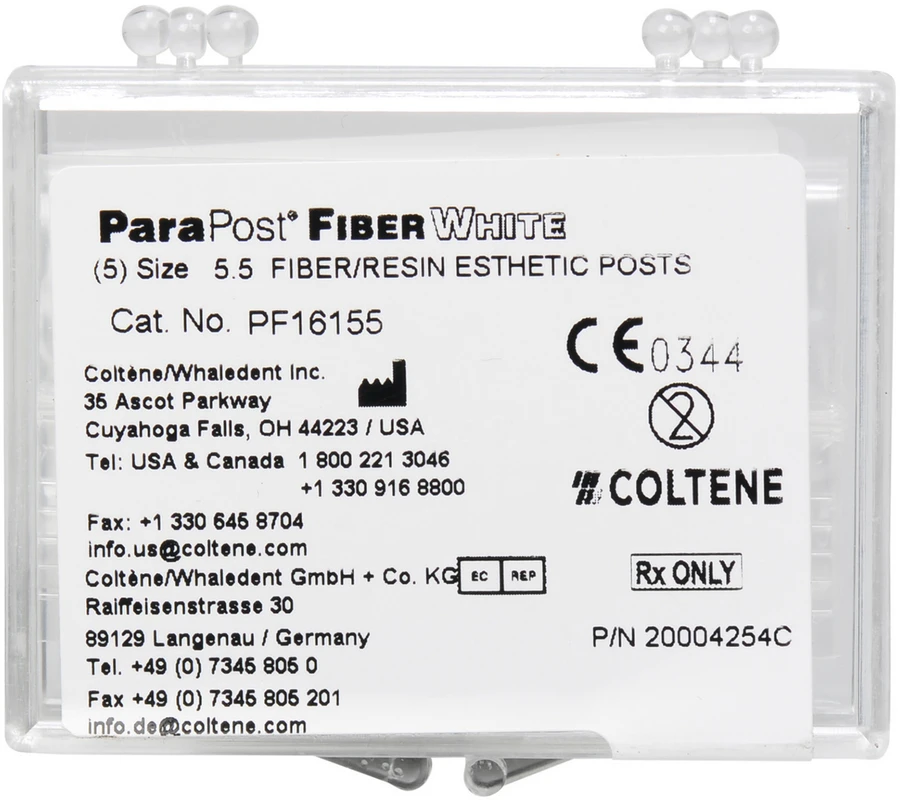 ParaPost® FIBER WHITE
(5) Size 5.5 FIBER/RESIN ESTHETIC POSTS
Cat. No. PF16155
CE 0344
Coltène/Whaledent Inc.
35 Ascot Parkway
Cuyahoga Falls, OH 44223 / USA
2
Tel: USA & Canada 1 800 221 3046
+1 330 916 8800
COLTENE
Fax: +1 330 645 8704
info.us@coltene.com
Coltène/Whaledent GmbH + Co. KG EC REP
Rx ONLY
Raiffeisenstrasse 30
89129 Langenau / Germany
P/N 20004254C
Tel. +49 (0) 7345 805 0
Fax +49 (0) 7345 805 201
info.de@coltene.com